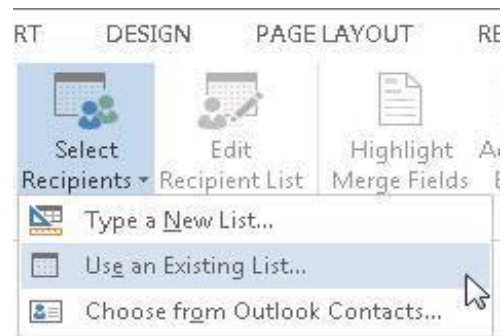 RT DESIGN PAGE LAYOUT RE
Select Edit Highlight
Recipients Recipient List Merge Fields
Type a New List...
Use an Existing List...
Choose from Outlook Contacts...